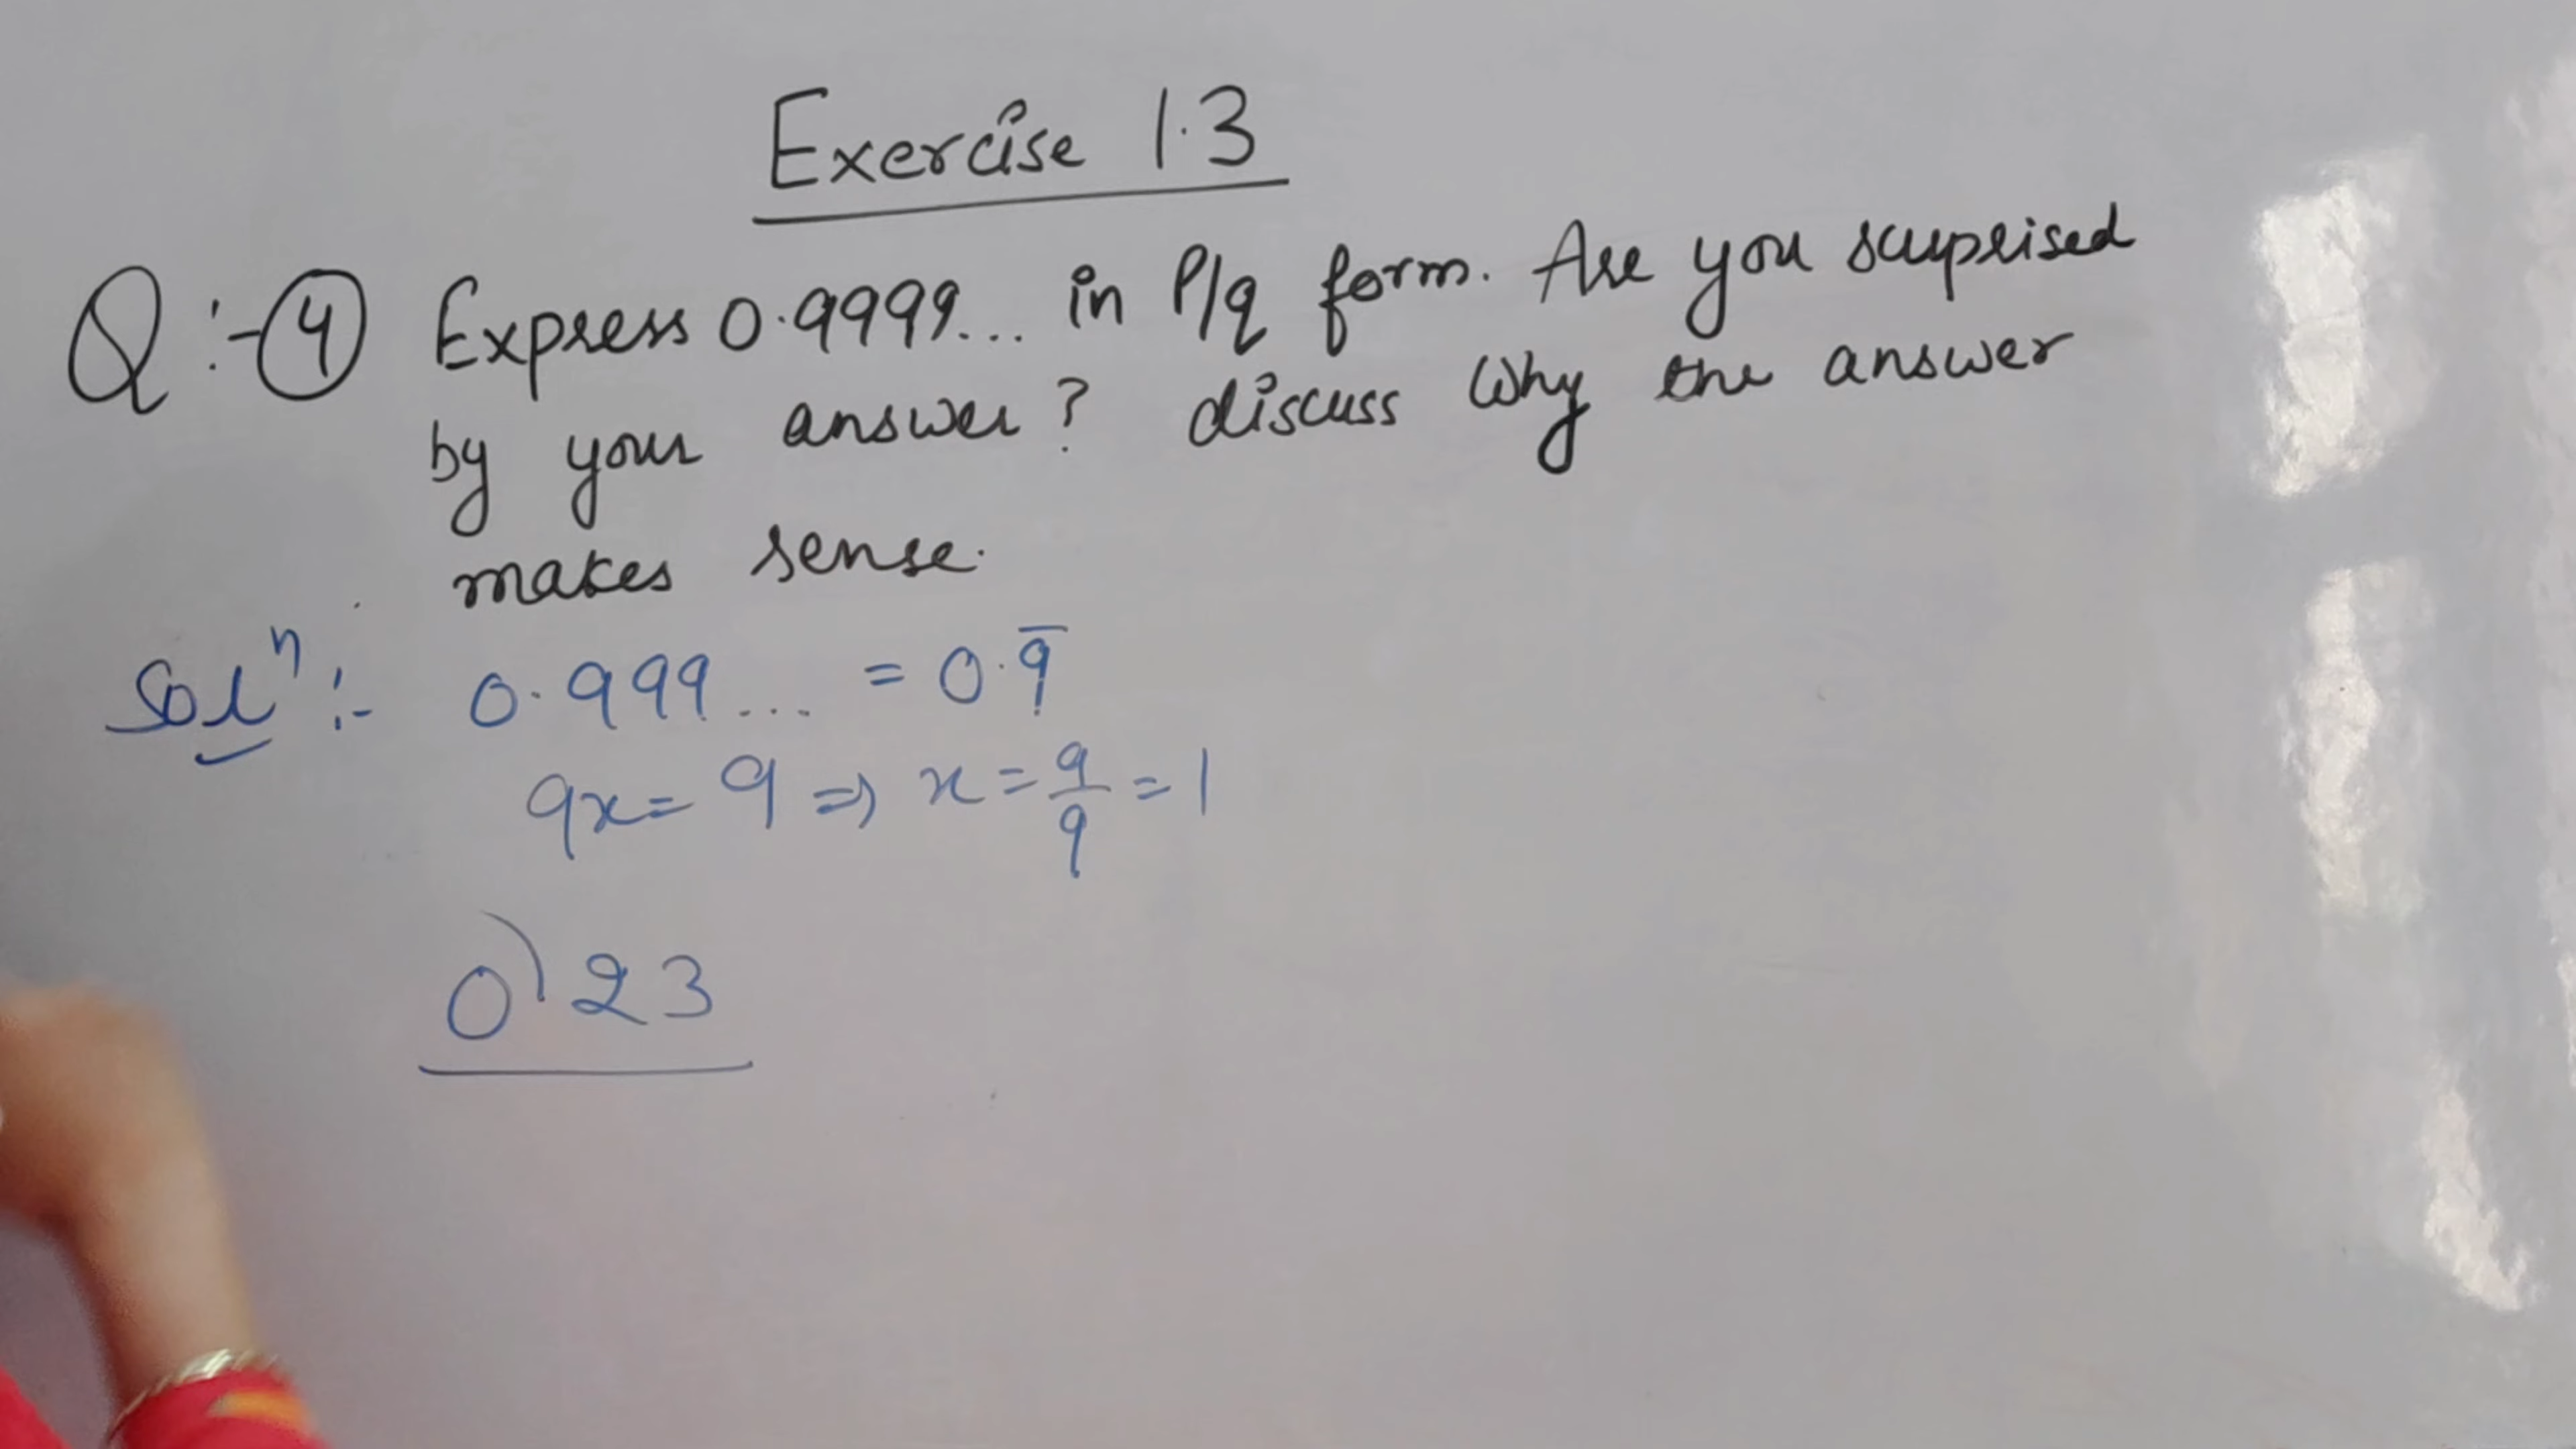 Exercise 1.3
Q:-④ Express 0.9999... in P/q form. Are you surprised
by your answer? discuss Why the answer
makes sense.
Solⁿ:- 0.999... = 0.9̅
9x = 9 ⇒ x = 9/9 = 1
0) 23